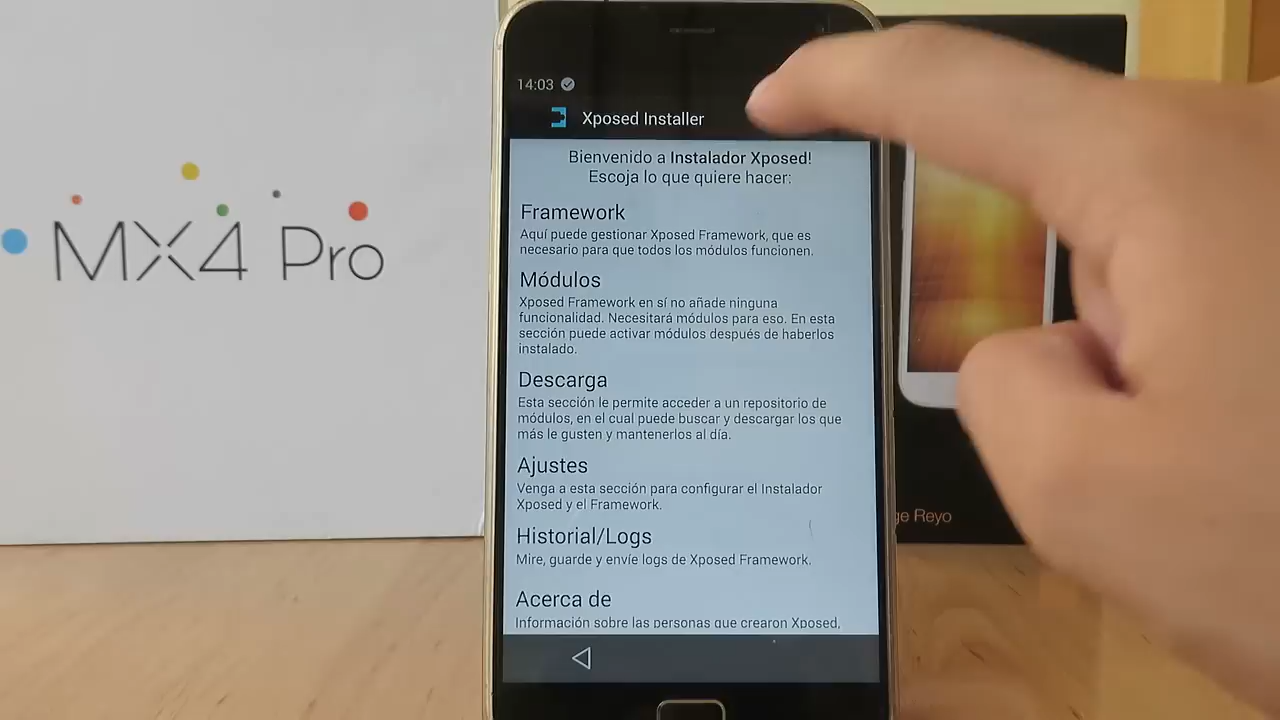 MX4 Pro
14:03
Xposed Installer
Bienvenido a Instalador Xposed!
Escoja lo que quiere hacer:
Framework
Aquí puede gestionar Xposed Framework, que es
necesario para que todos los módulos funcionen.
Módulos
Xposed Framework en sí no añade ninguna
funcionalidad. Necesitará módulos para eso. En esta
sección puede activar módulos después de haberlos
instalado.
Descarga
Esta sección le permite acceder a un repositorio de
módulos, en el cual puede buscar y descargar los que
más le gusten y mantenerlos al día.
Ajustes
Venga a esta sección para configurar el Instalador
Xposed y el Framework.
Historial/Logs
Mire, guarde y envíe logs de Xposed Framework.
Acerca de
Información sobre las personas que crearon Xposed,
Reyo